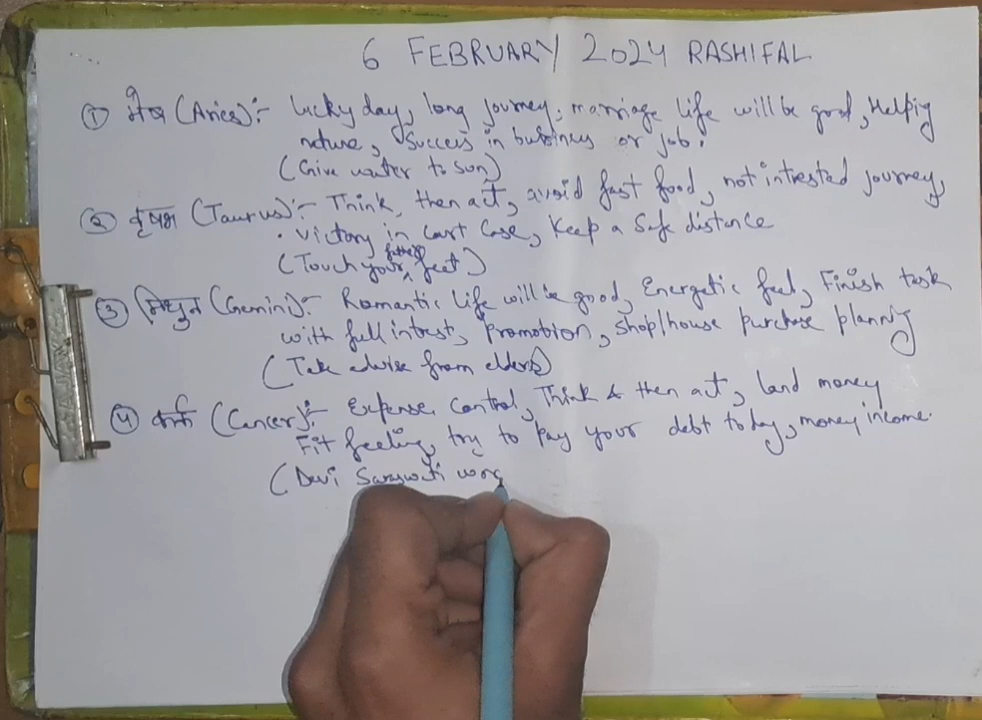 6 FEBRUARY 2024 RASHIFAL
① मेष (Aries):- lucky day, long journey, marriage life will be good, Helping
nature, success in bussiness or job.
(Give water to sun)
② वृषभ (Taurus):- Think, then act, avoid fast food, not intrested journey,
. victory in court case, Keep a safe distance
(Touch your father feet)
③ मिथुन (Gemini):- Romantic life will be good, Energetic feel, Finish task
with full intrest, Promotion, shop/house purchase planning
(Take advise from elders)
④ कर्क (Cancer):- Expense control, Think & then act, land money
Fit feeling, try to pay your debt today, money income.
(Devi Saraswati wors